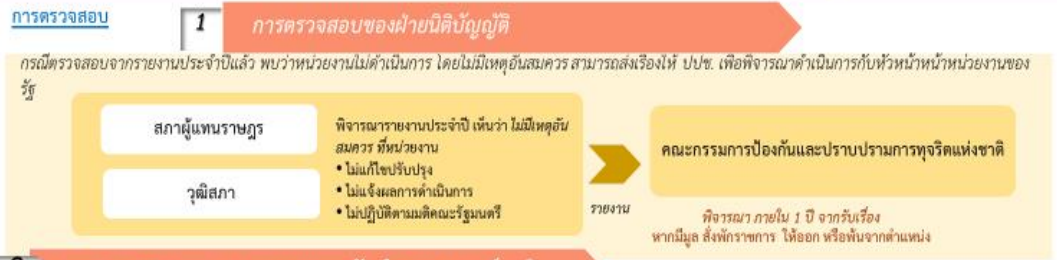 การตรวจสอบ
1 การตรวจสอบของฝ่ายนิติบัญญัติ
กรณีตรวจสอบจากรายงานประจำปีแล้ว พบว่าหน่วยงานไม่ดำเนินการ โดยไม่มีเหตุอันสมควร สามารถส่งเรื่องให้ ปปช. เพื่อพิจารณาดำเนินการกับหัวหน้าหน้าหน่วยงานของ
รัฐ
สภาผู้แทนราษฎร
วุฒิสภา
พิจารณารายงานประจำปี เห็นว่า ไม่มีเหตุอัน
สมควร ที่หน่วยงาน
• ไม่แก้ไขปรับปรุง
• ไม่แจ้งผลการดำเนินการ
• ไม่ปฏิบัติตามมติคณะรัฐมนตรี
รายงาน
คณะกรรมการป้องกันและปราบปรามการทุจริตแห่งชาติ
พิจารณา ภายใน 1 ปี จากรับเรื่อง
หากมีมูล สั่งพักราชการ ให้ออก หรือพ้นจากตำแหน่ง